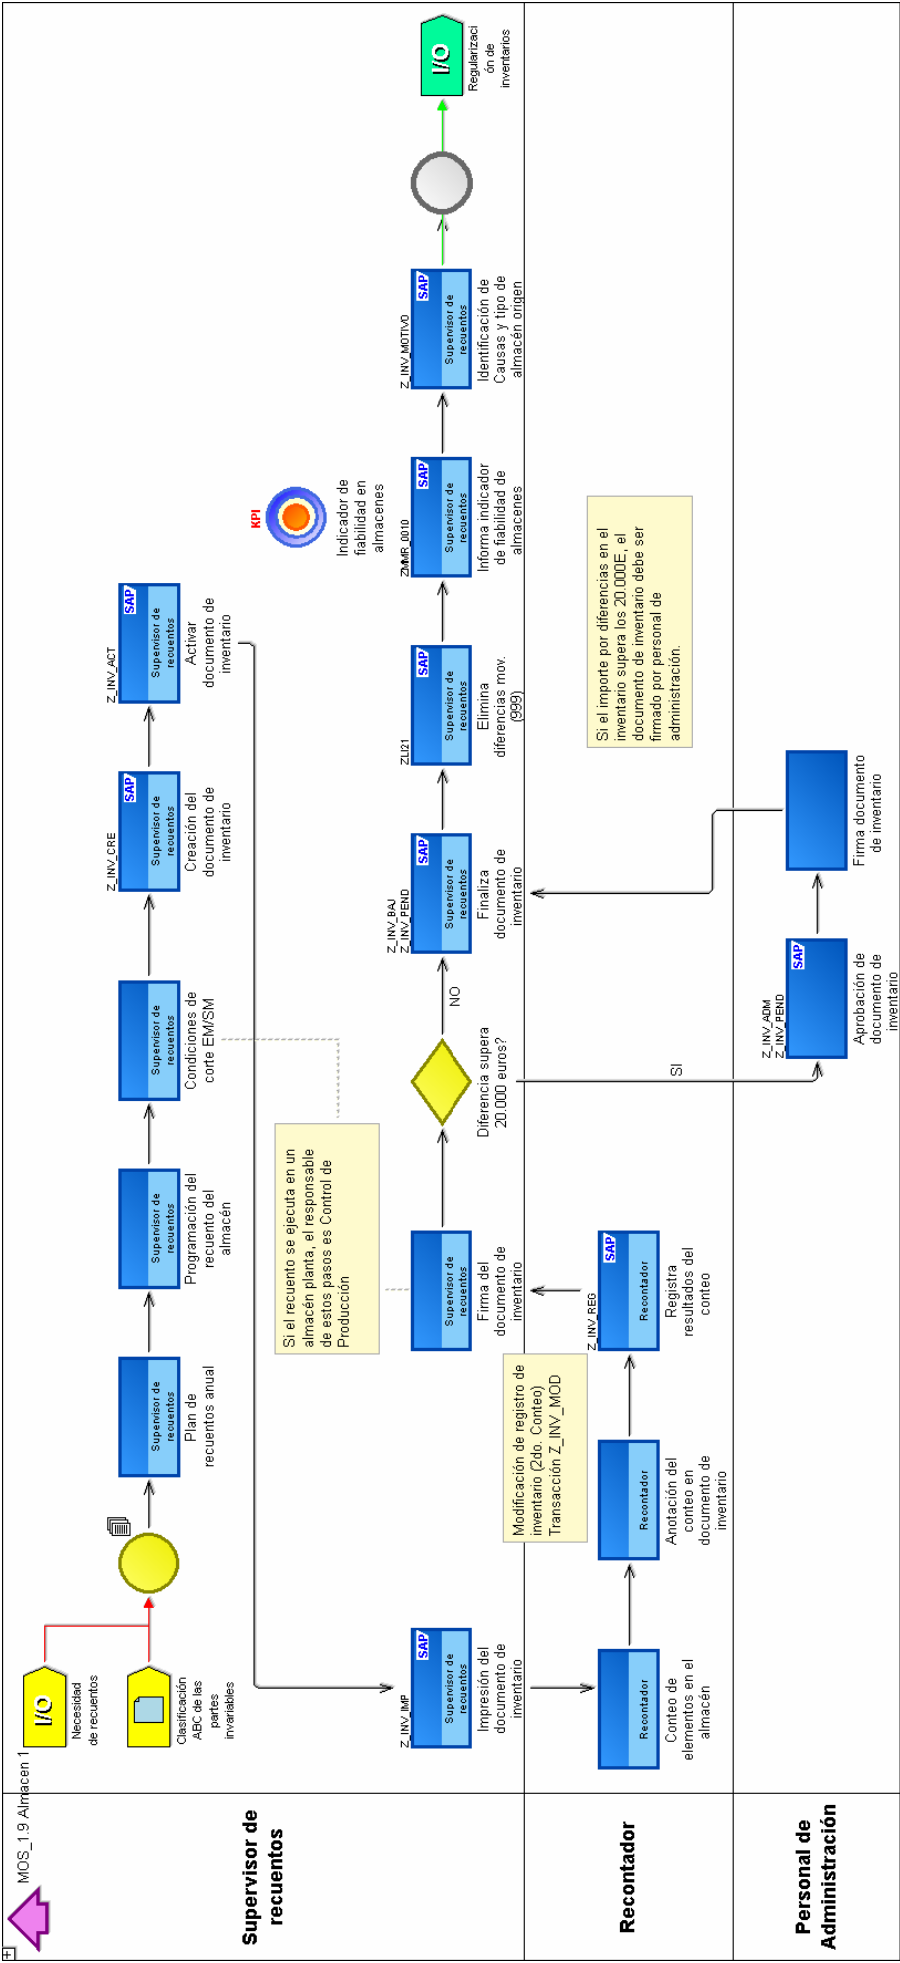 MOS_1.9 Almacen 1
Supervisor de
recuentos
Recontador
Personal de
Administración
I/O
Necesidad
de recuentos
Clasificación
ABC de las
partes
invariables
Supervisor de
recuentos
Plan de
recuentos anual
Supervisor de
recuentos
Programación del
recuento del
almacén
Supervisor de
recuentos
Condiciones de
corte EM/SM
Z_INV_CRE
SAP
Supervisor de
recuentos
Creación del
documento de
inventario
Z_INV_ACT
SAP
Supervisor de
recuentos
Activar
documento de
inventario
Si el recuento se ejecuta en un
almacén planta, el responsable
de estos pasos es Control de
Producción
KPI
Indicador de
fiabilidad en
almacenes
Z_INV_IMP
SAP
Supervisor de
recuentos
Impresión del
documento de
inventario
Supervisor de
recuentos
Firma del
documento de
inventario
Diferencia supera
20.000 euros?
NO
SI
Z_INV_BAJ
Z_INV_PEND
SAP
Supervisor de
recuentos
Finaliza
documento de
inventario
ZLI21
SAP
Supervisor de
recuentos
Elimina
diferencias mov.
(999)
ZMMR_0010
SAP
Supervisor de
recuentos
Informa indicador
de fiabilidad de
almacenes
Z_INV_MOTIVO
SAP
Supervisor de
recuentos
Identificación de
Causas y tipo de
almacén origen
I/O
Regularizaci
ón de
inventarios
Modificación de registro de
inventario (2do. Conteo)
Transacción Z_INV_MOD
Si el importe por diferencias en el
inventario supera los 20.000E, el
documento de inventario debe ser
firmado por personal de
administración.
Recontador
Conteo de
elementos en el
almacén
Recontador
Anotación del
conteo en
documento de
inventario
Z_INV_REG
SAP
Recontador
Registra
resultados del
conteo
Z_INV_ADM
Z_INV_PEND
SAP
Aprobación de
documento de
inventario
Firma documento
de inventario